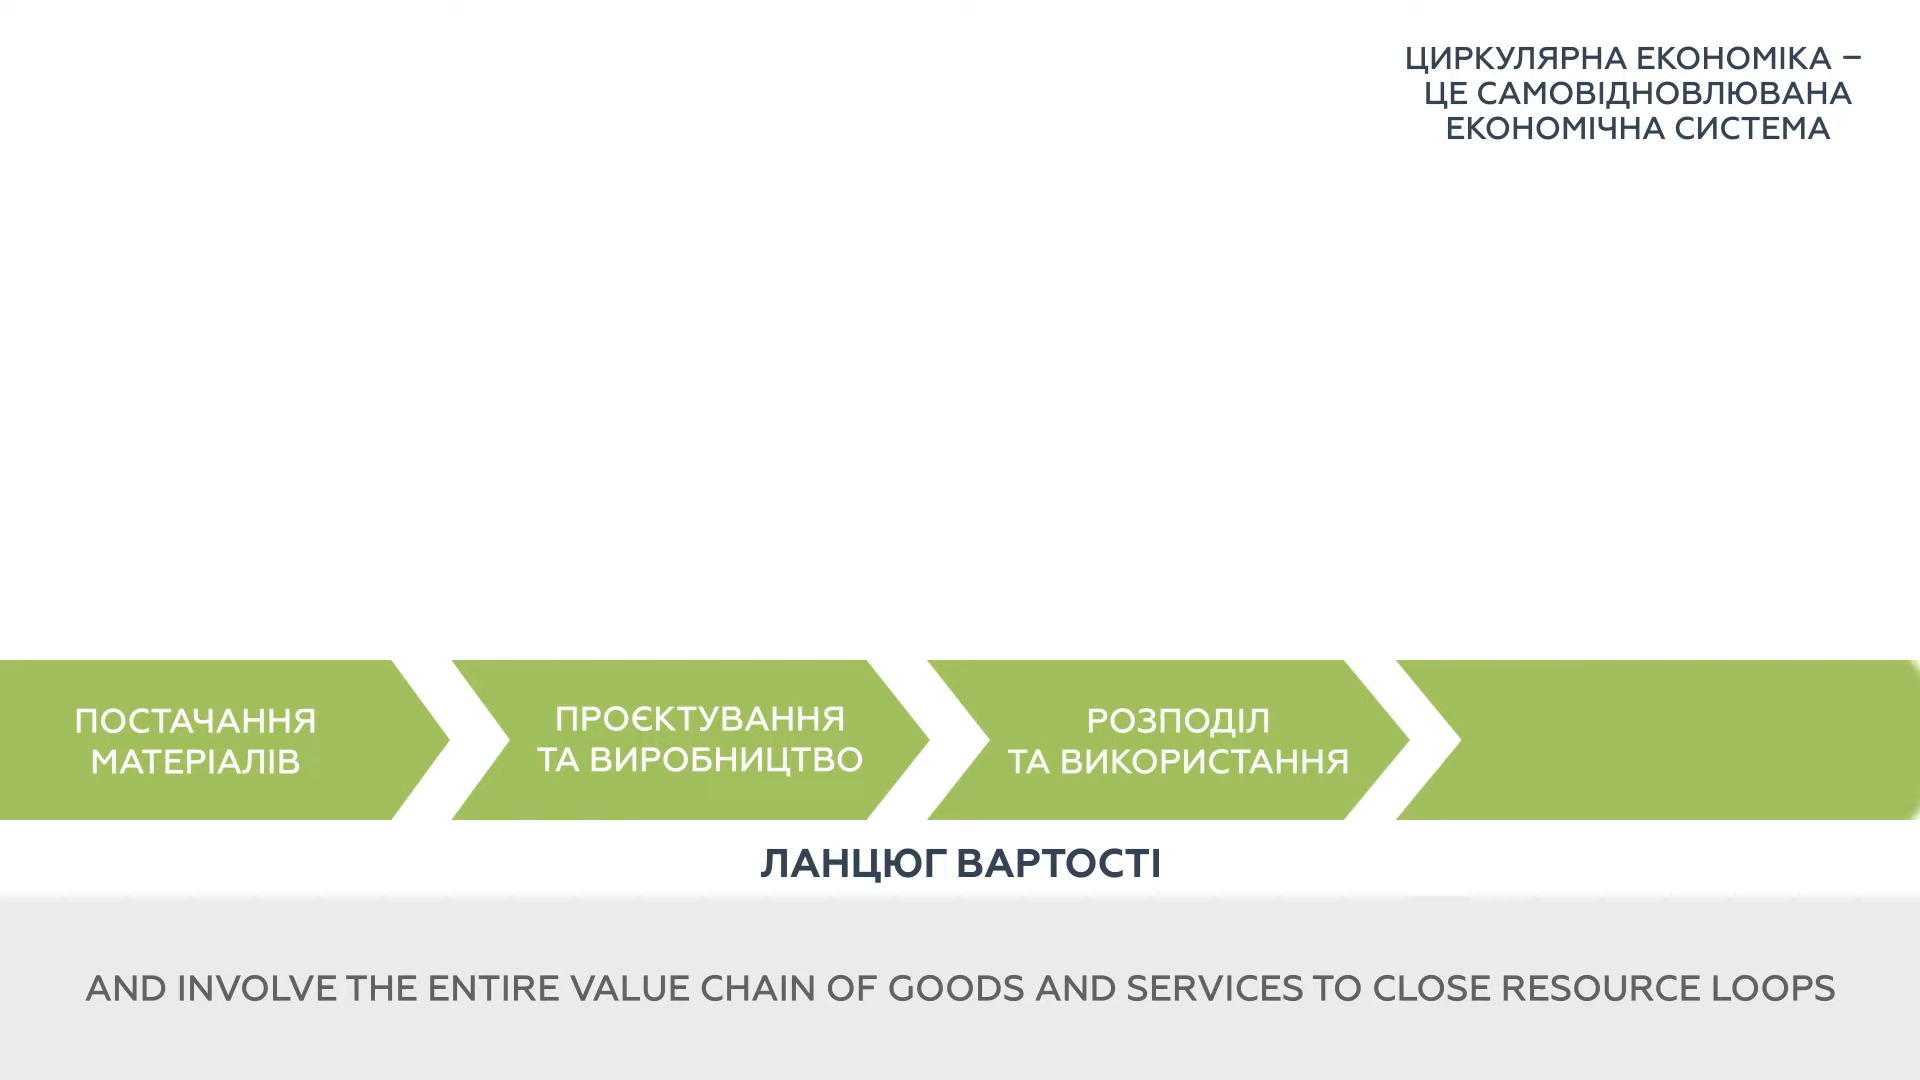 ЦИРКУЛЯРНА ЕКОНОМІКА –
ЦЕ САМОВІДНОВЛЮВАНА
ЕКОНОМІЧНА СИСТЕМА
ПОСТАЧАННЯ
МАТЕРІАЛІВ
ПРОЄКТУВАННЯ
ТА ВИРОБНИЦТВО
РОЗПОДІЛ
ТА ВИКОРИСТАННЯ
ЛАНЦЮГ ВАРТОСТІ
AND INVOLVE THE ENTIRE VALUE CHAIN OF GOODS AND SERVICES TO CLOSE RESOURCE LOOPS